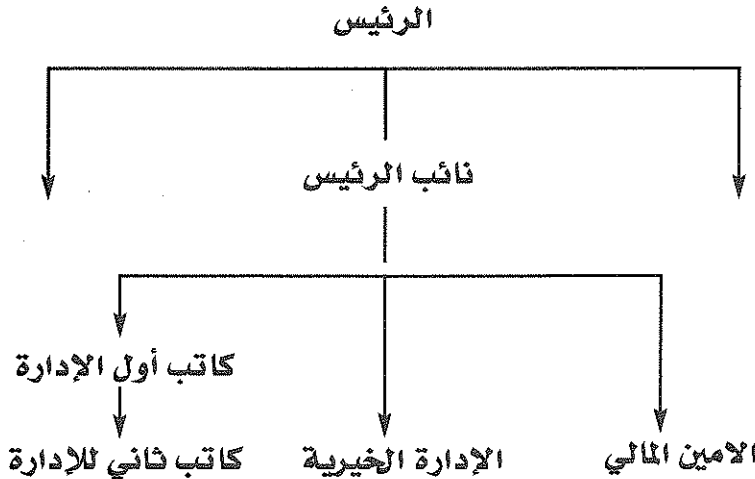 الرئيس
نائب الرئيس
كاتب أول الإدارة
الامين المالي
الإدارة الخيرية
كاتب ثاني للإدارة